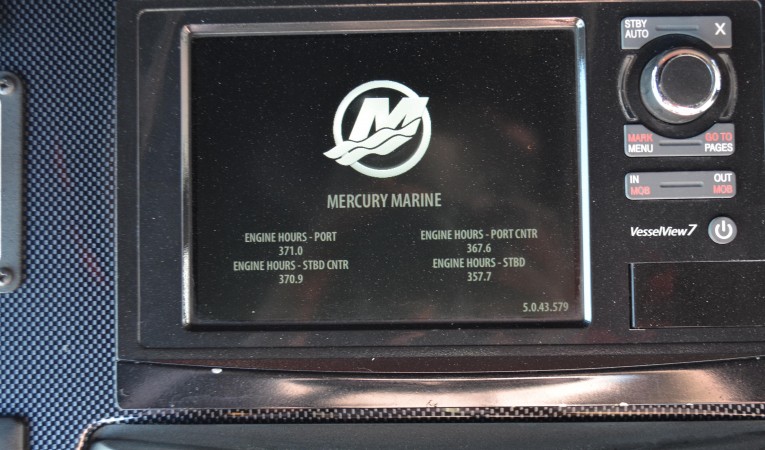 MERCURY MARINE
ENGINE HOURS - PORT
371.0
ENGINE HOURS - PORT CNTR
367.6
ENGINE HOURS - STBD CNTR
370.9
ENGINE HOURS - STBD
357.7
5.0.43.579
STBY
AUTO
X
MARK
MENU
GO TO
PAGES
IN
MOB
OUT
MOB
VesselView 7